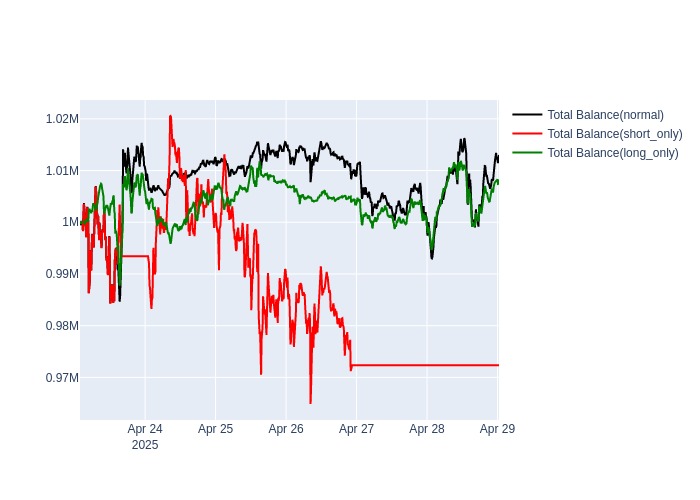 1.02M
1.01M
1M
0.99M
0.98M
0.97M
Apr 24
2025
Apr 25
Apr 26
Apr 27
Apr 28
Apr 29
Total Balance(normal)
Total Balance(short_only)
Total Balance(long_only)